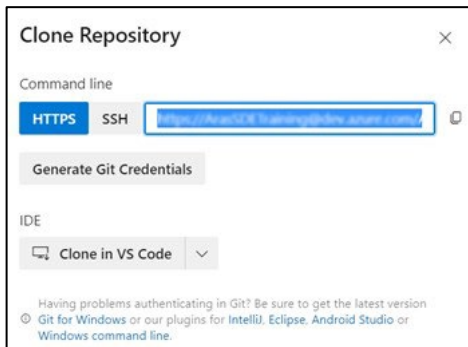 Clone Repository
Command line
HTTPS SSH https://ArasSDETraining@dev.azure.com/
Generate Git Credentials
IDE
Clone in VS Code
Having problems authenticating in Git? Be sure to get the latest version
Git for Windows or our plugins for IntelliJ, Eclipse, Android Studio or
Windows command line.